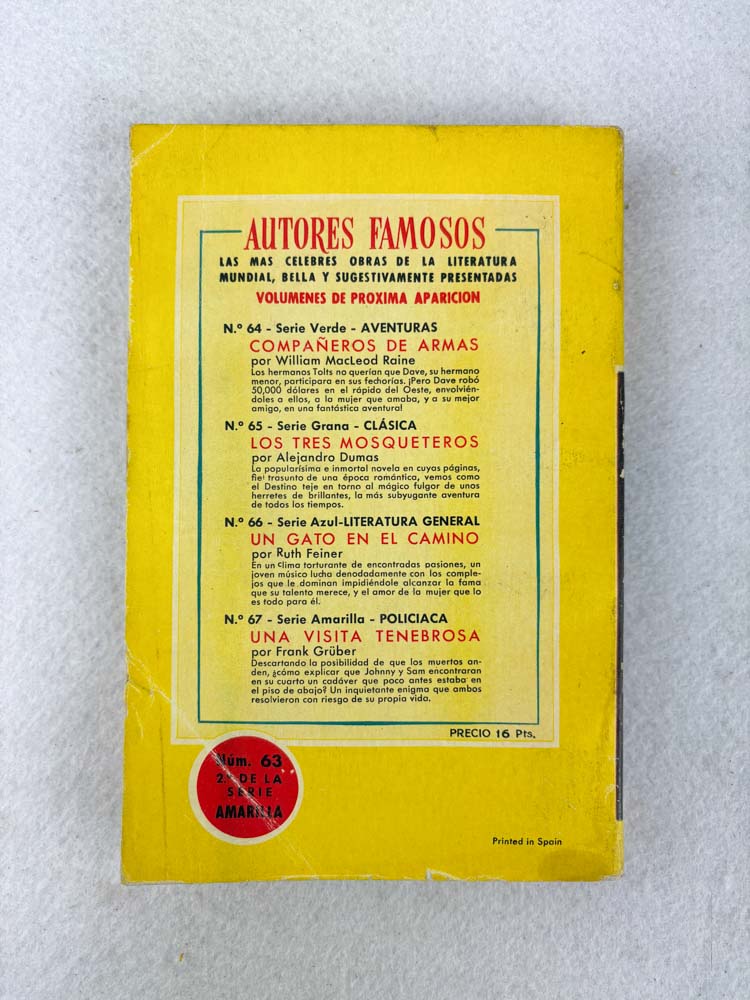 AUTORES FAMOSOS
LAS MAS CELEBRES OBRAS DE LA LITERATURA
MUNDIAL, BELLA Y SUGESTIVAMENTE PRESENTADAS
VOLUMENES DE PROXIMA APARICION
N.º 64 - Serie Verde - AVENTURAS
COMPAÑEROS DE ARMAS
por William MacLeod Raine
Los hermanos Tolts no querían que Dave, su hermano
menor, participara en sus fechorías. ¡Pero Dave robó
50,000 dólares en el rápido del Oeste, envolvién-
doles a ellos, a la mujer que amaba, y a su mejor
amigo, en una fantástica aventura!
N.º 65 - Serie Grana - CLÁSICA
LOS TRES MOSQUETEROS
por Alejandro Dumas
La popularísima e inmortal novela en cuyas páginas,
fiel trasunto de una época romántica, vemos como
el Destino teje en torno al mágico fulgor de unos
herretes de brillantes, la más subyugante aventura
de todos los tiempos.
N.º 66 - Serie Azul-LITERATURA GENERAL
UN GATO EN EL CAMINO
por Ruth Feiner
En un clima torturante de encontradas pasiones, un
joven músico lucha denodadamente con los comple-
jos que le dominan impidiéndole alcanzar la fama
que su talento merece, y el amor de la mujer que lo
es todo para él.
N.º 67 - Serie Amarilla - POLICIACA
UNA VISITA TENEBROSA
por Frank Grüber
Descartando la posibilidad de que los muertos an-
den, ¿cómo explicar que Johnny y Sam encontraran
en su cuarto un cadáver que poco antes estaba en
el piso de abajo? Un inquietante enigma que ambos
resolvieron con riesgo de su propia vida.
PRECIO 16 Pts.
Núm. 63
2.º DE LA
SERIE
AMARILLA
Printed in Spain